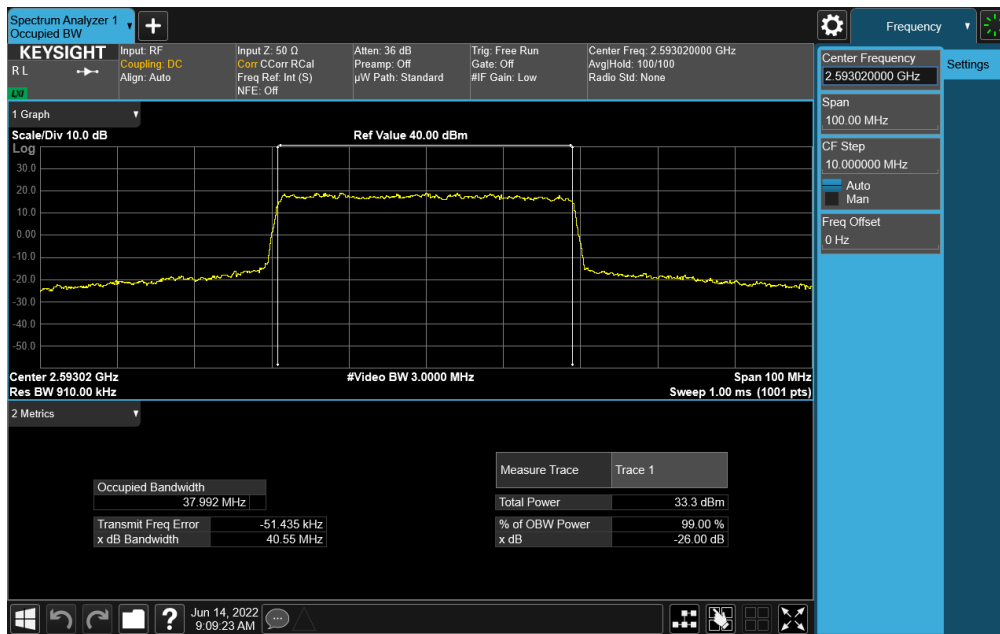 Spectrum Analyzer 1
Occupied BW
Frequency
KEYSIGHT
R L
LXI
Input: RF
Coupling: DC
Align: Auto
Input Z: 50 Ω
Corr CCorr RCal
Freq Ref: Int (S)
NFE: Off
Atten: 36 dB
Preamp: Off
µW Path: Standard
Trig: Free Run
Gate: Off
#IF Gain: Low
Center Freq: 2.593020000 GHz
Avg|Hold: 100/100
Radio Std: None
Center Frequency
2.593020000 GHz
Settings
Span
100.00 MHz
CF Step
10.000000 MHz
Auto
Man
Freq Offset
0 Hz
1 Graph
Scale/Div 10.0 dB
Ref Value 40.00 dBm
Log
30.0
20.0
10.0
0.00
-10.0
-20.0
-30.0
-40.0
-50.0
Center 2.59302 GHz
#Video BW 3.0000 MHz
Span 100 MHz
Res BW 910.00 kHz
Sweep 1.00 ms (1001 pts)
2 Metrics
Measure Trace
Trace 1
Occupied Bandwidth
37.992 MHz
Total Power
33.3 dBm
Transmit Freq Error
-51.435 kHz
% of OBW Power
99.00 %
x dB Bandwidth
40.55 MHz
x dB
-26.00 dB
?
Jun 14, 2022
9:09:23 AM